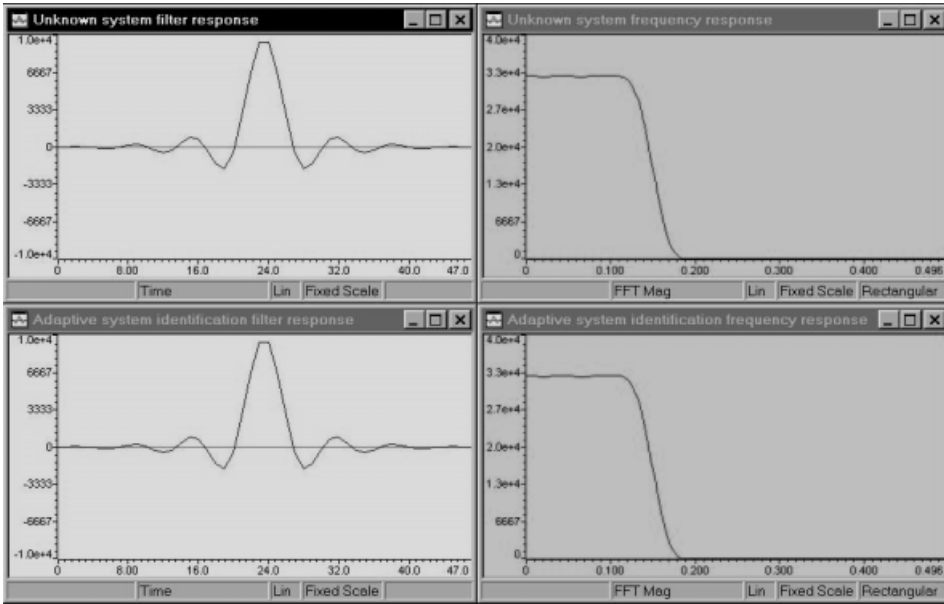 Unknown system filter response
1.0e+4
6667
3333
0
-3333
-6667
-1.0e+4
0 8.00 16.0 24.0 32.0 40.0 47.0
Time Lin Fixed Scale
Unknown system frequency response
4.0e+4
3.3e+4
2.7e+4
2.0e+4
1.3e+4
6667
0
0 0.100 0.200 0.300 0.400 0.496
FFT Mag Lin Fixed Scale Rectangular
Adaptive system identification filter response
1.0e+4
6667
3333
0
-3333
-6667
-1.0e+4
0 8.00 16.0 24.0 32.0 40.0 47.0
Time Lin Fixed Scale
Adaptive system identification frequency response
4.0e+4
3.3e+4
2.7e+4
2.0e+4
1.3e+4
6667
0
0 0.100 0.200 0.300 0.400 0.496
FFT Mag Lin Fixed Scale Rectangular